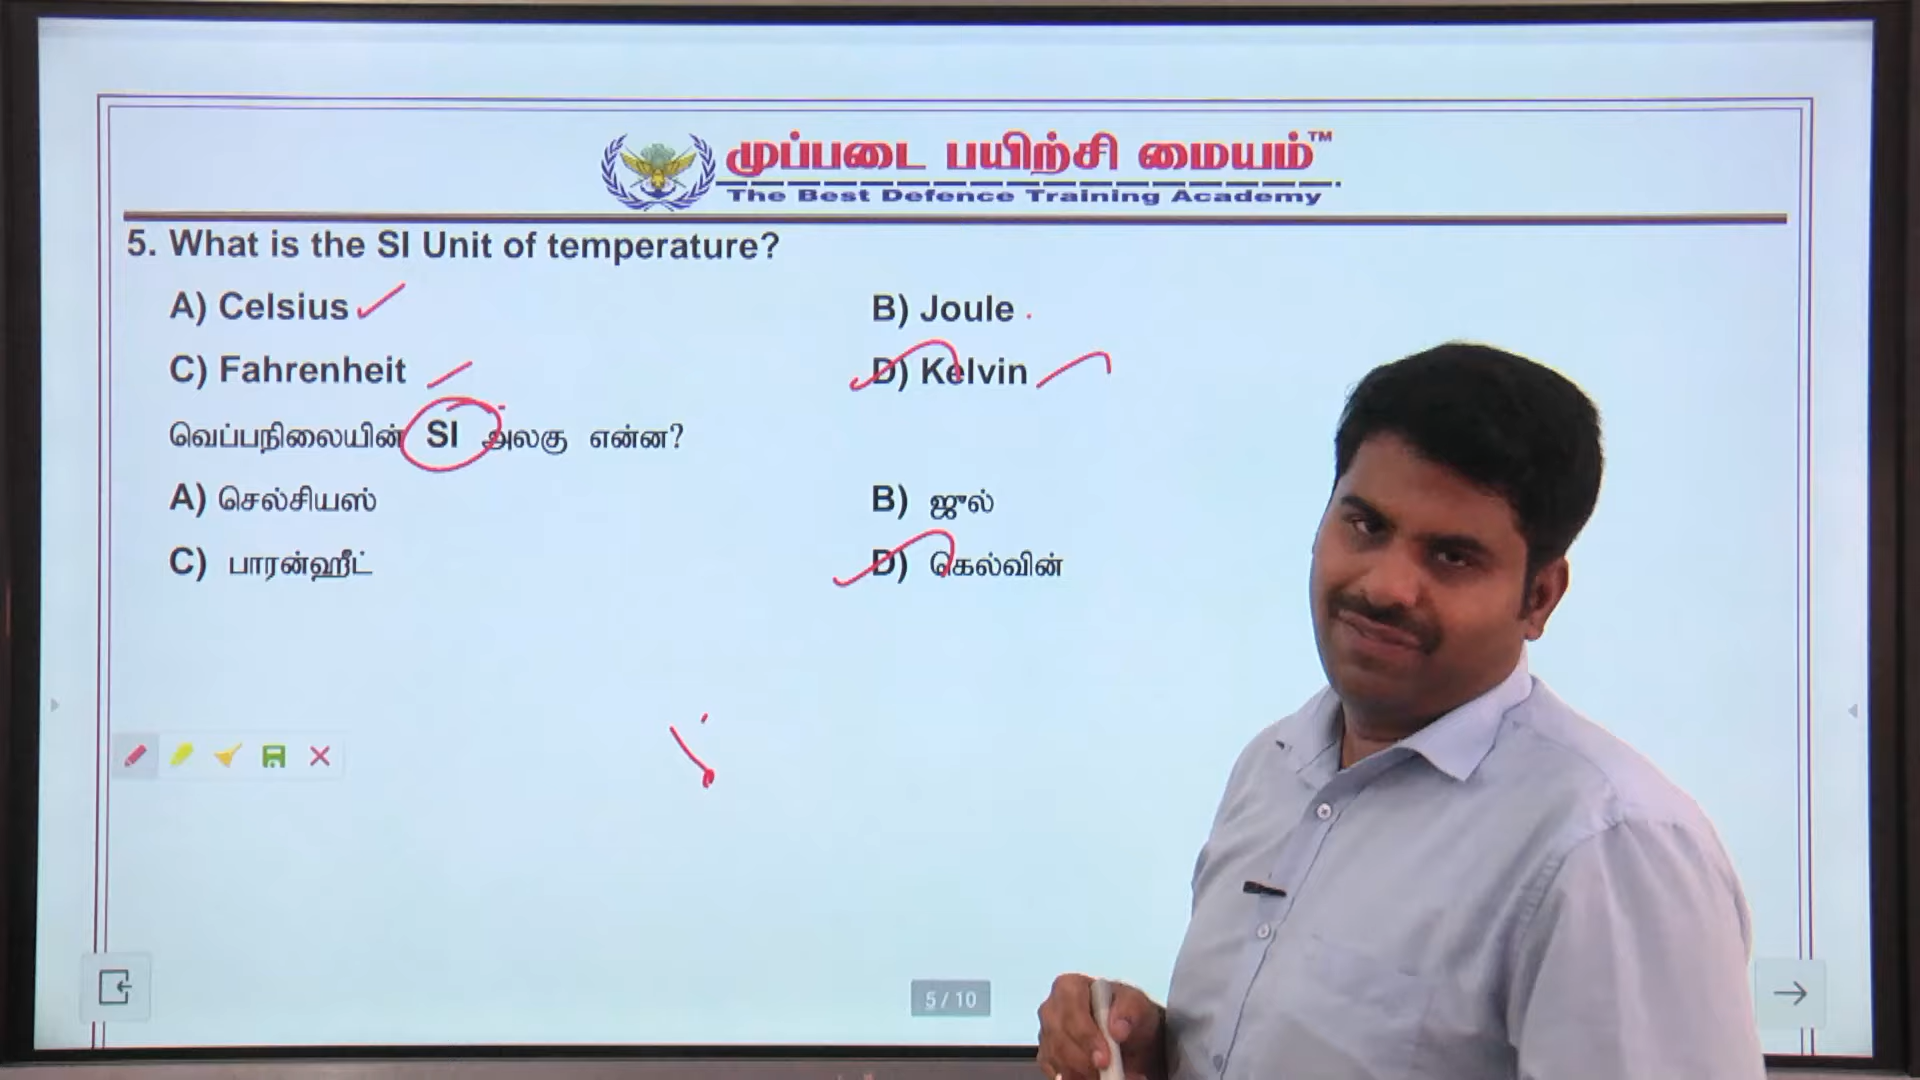 முப்படை பயிற்சி மையம்™
The Best Defence Training Academy
5. What is the SI Unit of temperature?
A) Celsius
B) Joule
C) Fahrenheit
D) Kelvin
வெப்பநிலையின் SI அலகு என்ன?
A) செல்சியஸ்
B) ஜுல்
C) பாரன்ஹீட்
D) கெல்வின்
5 / 10